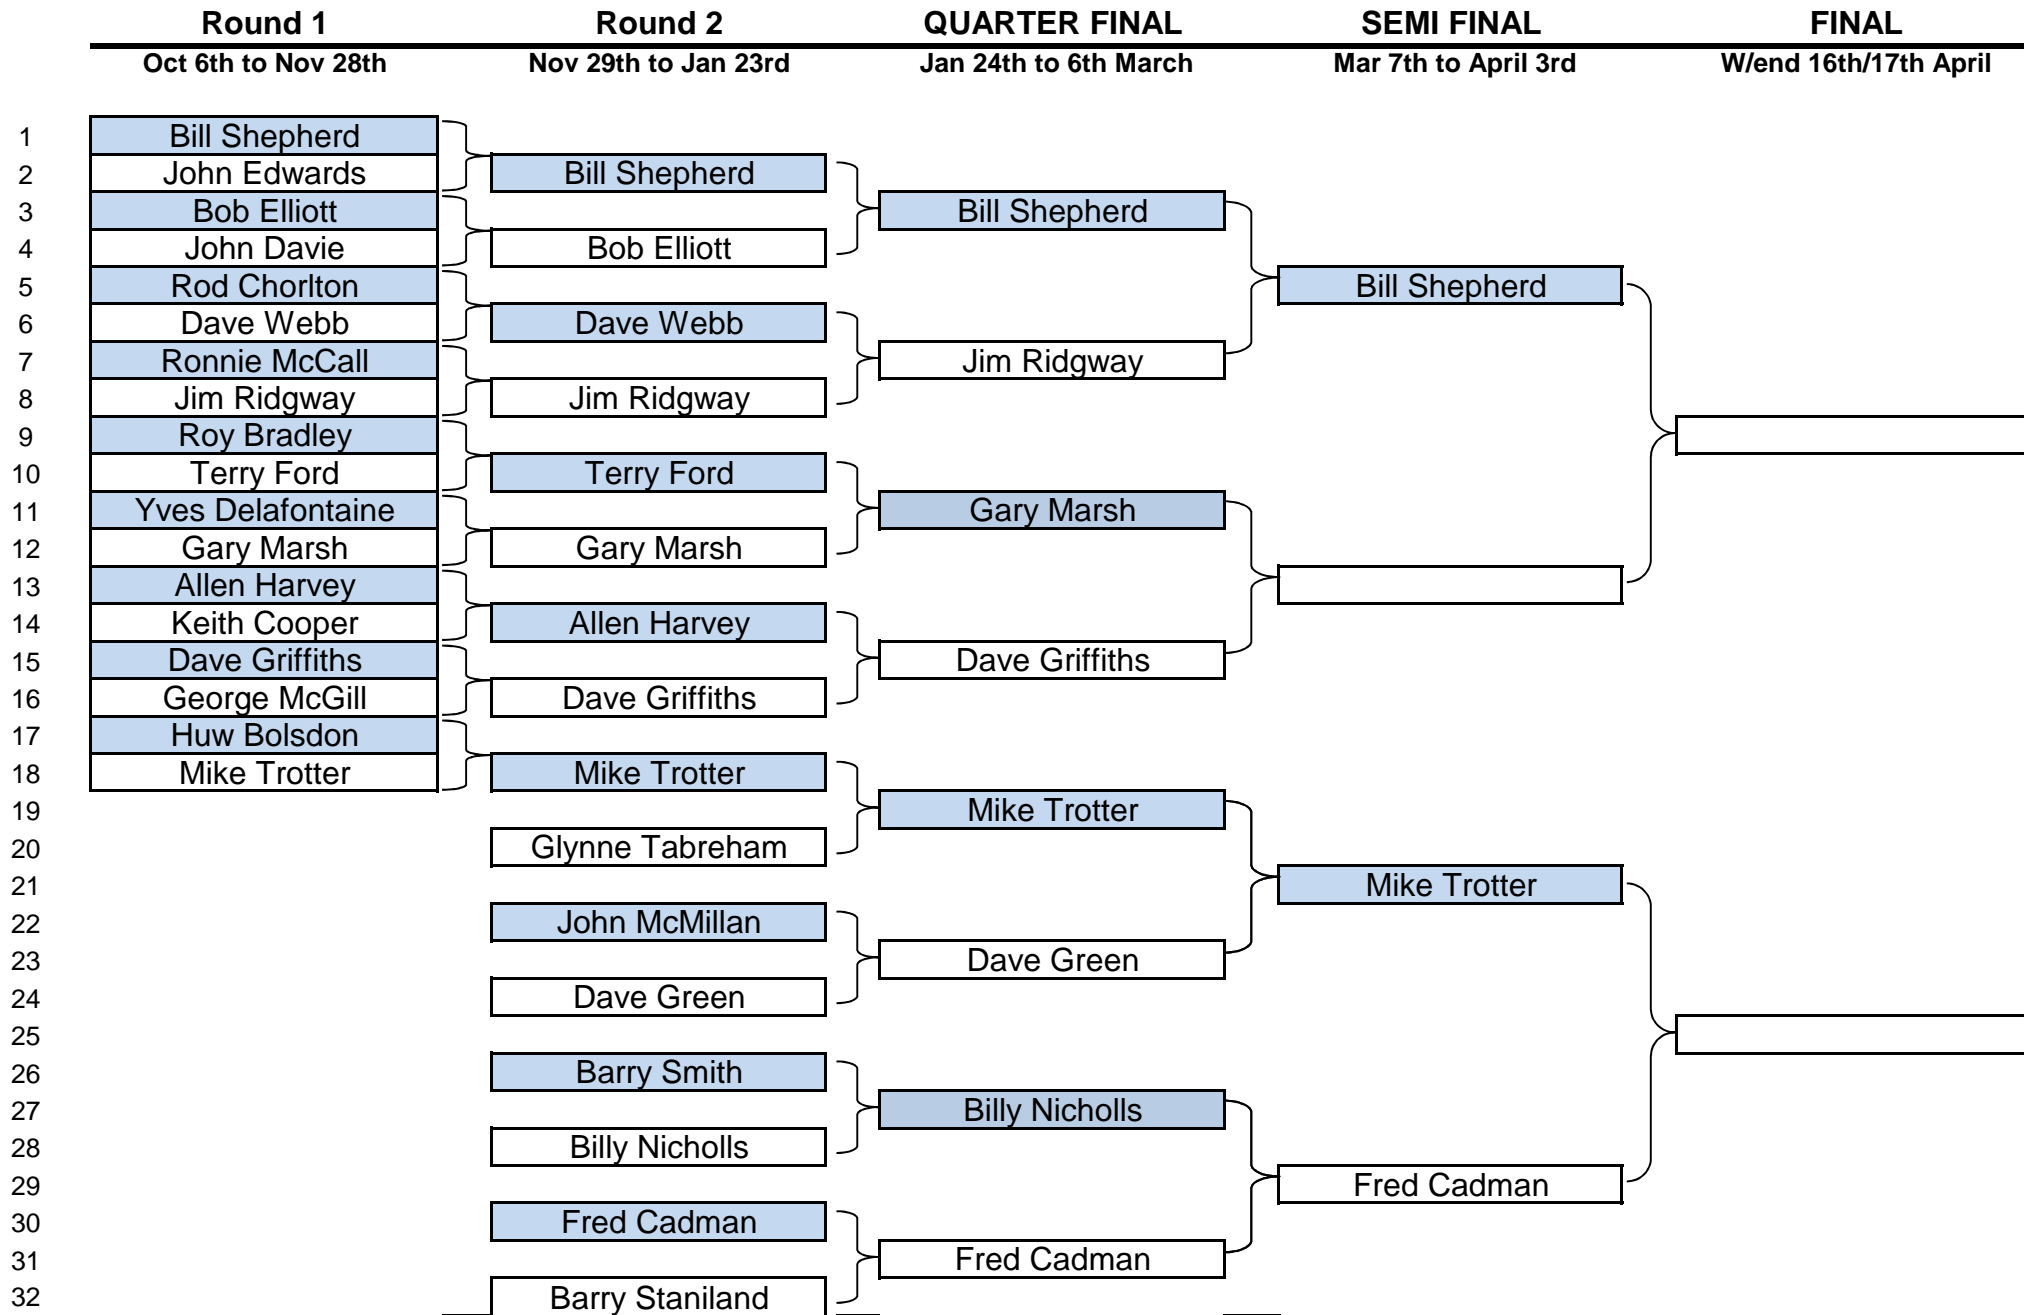 Round 1 Round 2 QUARTER FINAL SEMI FINAL FINAL
Oct 6th to Nov 28th Nov 29th to Jan 23rd Jan 24th to 6th March Mar 7th to April 3rd W/end 16th/17th April
1 Bill Shepherd
2 John Edwards Bill Shepherd
3 Bob Elliott Bill Shepherd
4 John Davie Bob Elliott
5 Rod Chorlton Bill Shepherd
6 Dave Webb Dave Webb
7 Ronnie McCall Jim Ridgway
8 Jim Ridgway Jim Ridgway
9 Roy Bradley
10 Terry Ford Terry Ford
11 Yves Delafontaine Gary Marsh
12 Gary Marsh Gary Marsh
13 Allen Harvey
14 Keith Cooper Allen Harvey
15 Dave Griffiths Dave Griffiths
16 George McGill Dave Griffiths
17 Huw Bolsdon
18 Mike Trotter Mike Trotter
19 Mike Trotter
20 Glynne Tabreham
21 Mike Trotter
22 John McMillan
23 Dave Green
24 Dave Green
25
26 Barry Smith
27 Billy Nicholls
28 Billy Nicholls
29 Fred Cadman
30 Fred Cadman
31 Fred Cadman
32 Barry Staniland